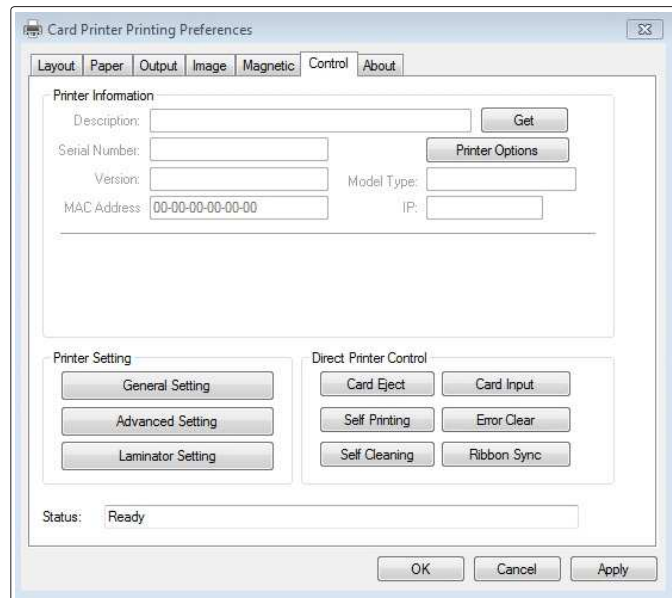 Card Printer Printing Preferences
Layout Paper Output Image Magnetic Control About
Printer Information
Description: Get
Serial Number: Printer Options
Version: Model Type:
MAC Address 00-00-00-00-00-00 IP:
Printer Setting
General Setting
Advanced Setting
Laminator Setting
Direct Printer Control
Card Eject Card Input
Self Printing Error Clear
Self Cleaning Ribbon Sync
Status: Ready
OK Cancel Apply